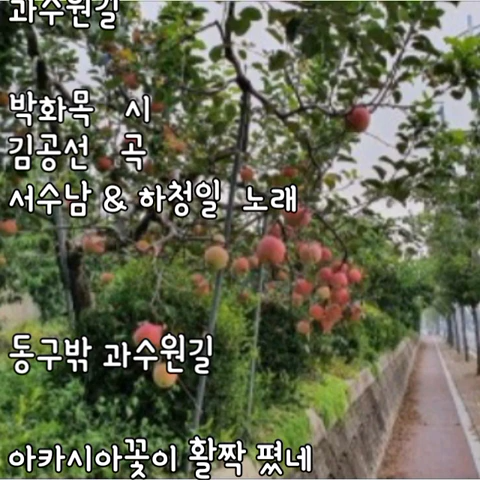 과수원길
박화목 시
김공선 곡
서수남 & 하청일 노래
동구밖 과수원길
아카시아꽃이 활짝 폈네